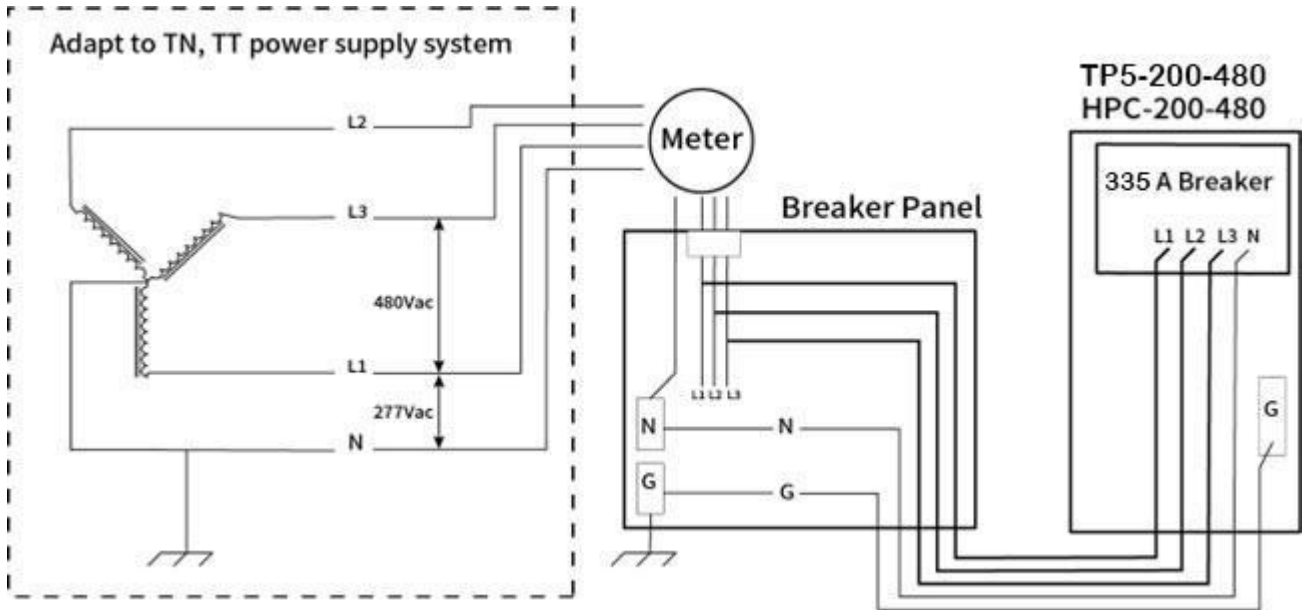 Adapt to TN, TT power supply system
L2
L3
480Vac
L1
277Vac
N
Meter
Breaker Panel
L1 L2 L3
N
N
G
G
TP5-200-480
HPC-200-480
335 A Breaker
L1 L2 L3 N
G